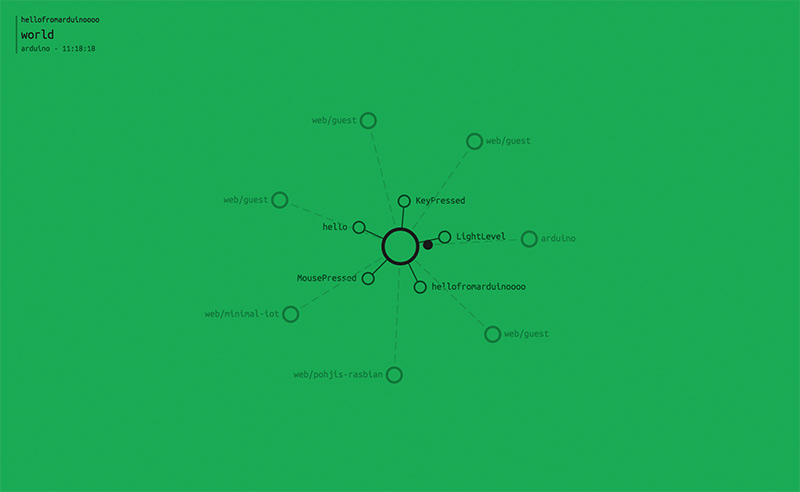 hellofromarduinoooo
world
arduino - 11:18:18
web/guest
web/guest
web/guest
KeyPressed
hello
LightLevel
arduino
MousePressed
hellofromarduinoooo
web/minimal-iot
web/guest
web/pohjis-rasbian